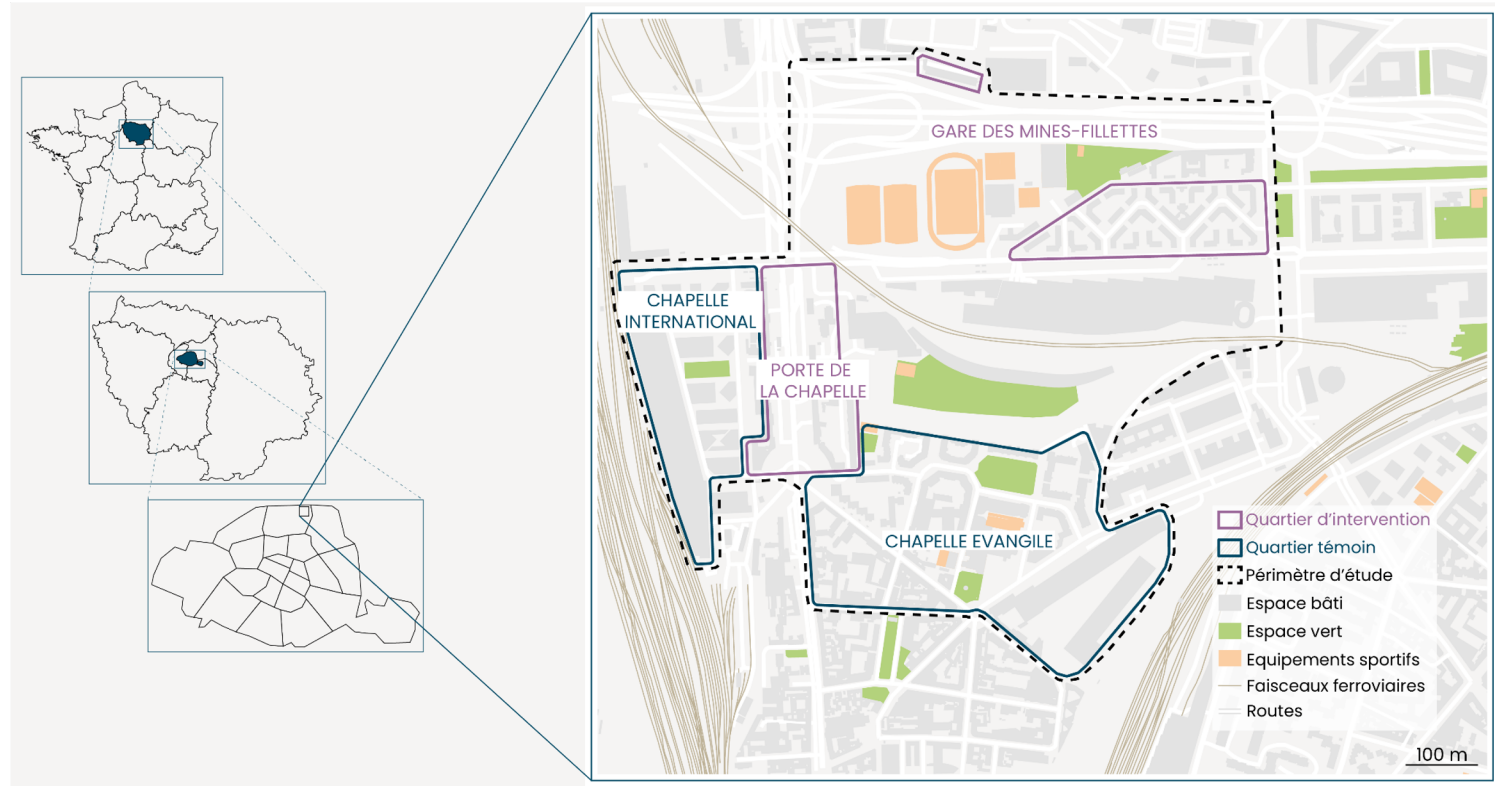 GARE DES MINES-FILLETTES
CHAPELLE
INTERNATIONAL
PORTE DE
LA CHAPELLE
CHAPELLE EVANGILE
Quartier d'intervention
Quartier témoin
Périmètre d'étude
Espace bâti
Espace vert
Equipements sportifs
Faisceaux ferroviaires
Routes
100 m